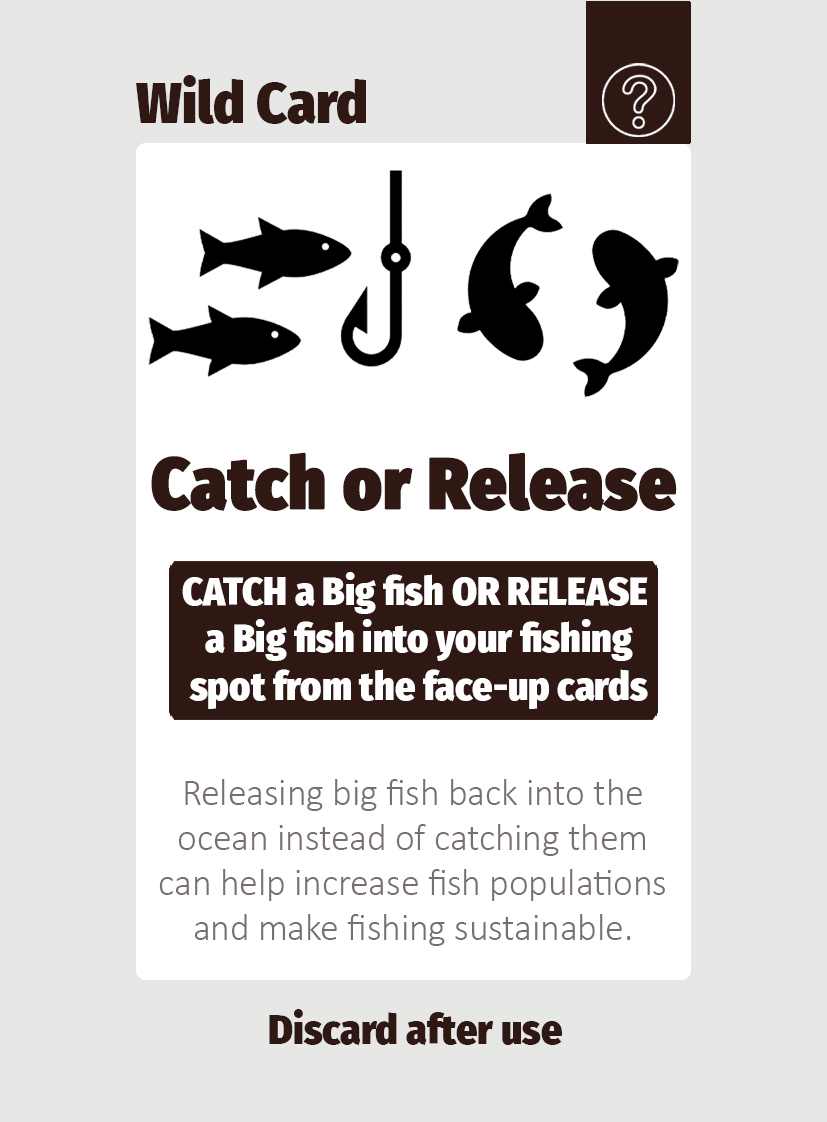 Wild Card
?
Catch or Release
CATCH a Big fish OR RELEASE
a Big fish into your fishing
spot from the face-up cards
Releasing big fish back into the
ocean instead of catching them
can help increase fish populations
and make fishing sustainable.
Discard after use